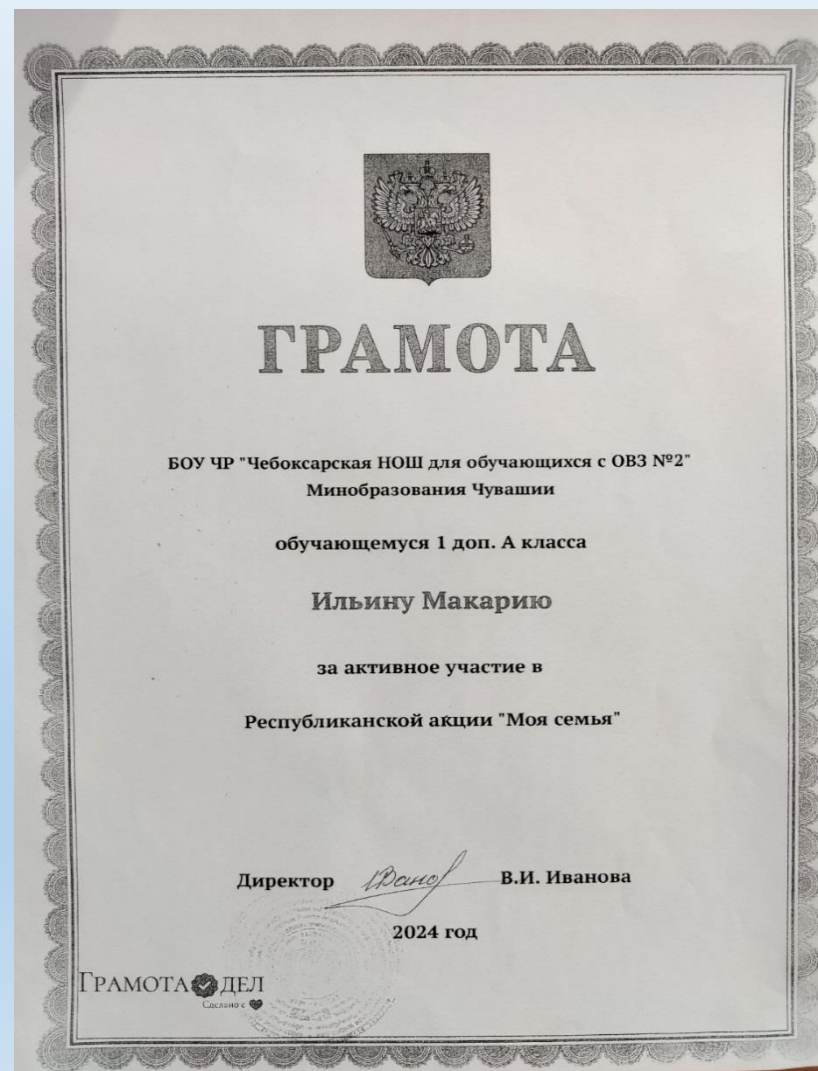 ГРАМОТА
БОУ ЧР "Чебоксарская НОШ для обучающихся с ОВЗ №2"
Минобразования Чувашии
обучающемуся 1 доп. А класса
Ильину Макарию
за активное участие в
Республиканской акции "Моя семья"
Директор В.И. Иванова
2024 год
ГРАМОТА ДЕЛ
Сделано с